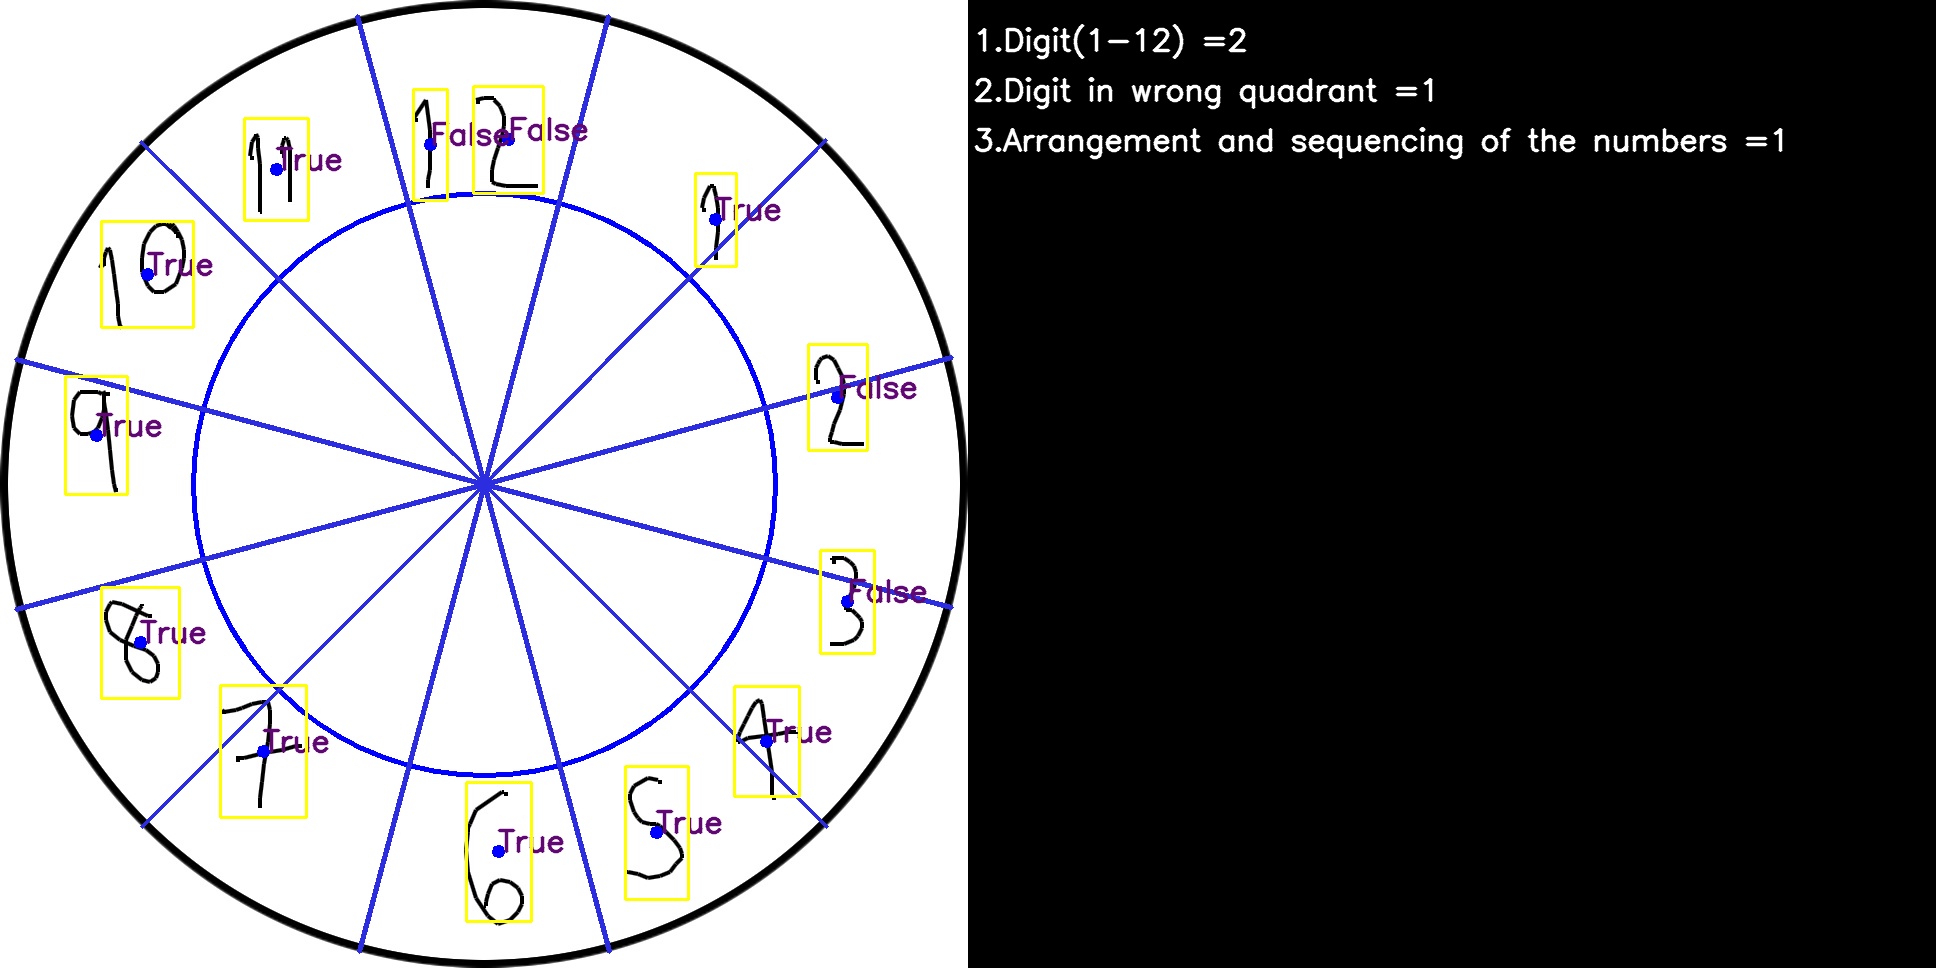 1.Digit(1-12) =2
2.Digit in wrong quadrant =1
3.Arrangement and sequencing of the numbers =1
1 False 2 False
11 True
1 True
10 True
2 False
9 True
3 False
8 True
4 True
7 True
5 True
6 True